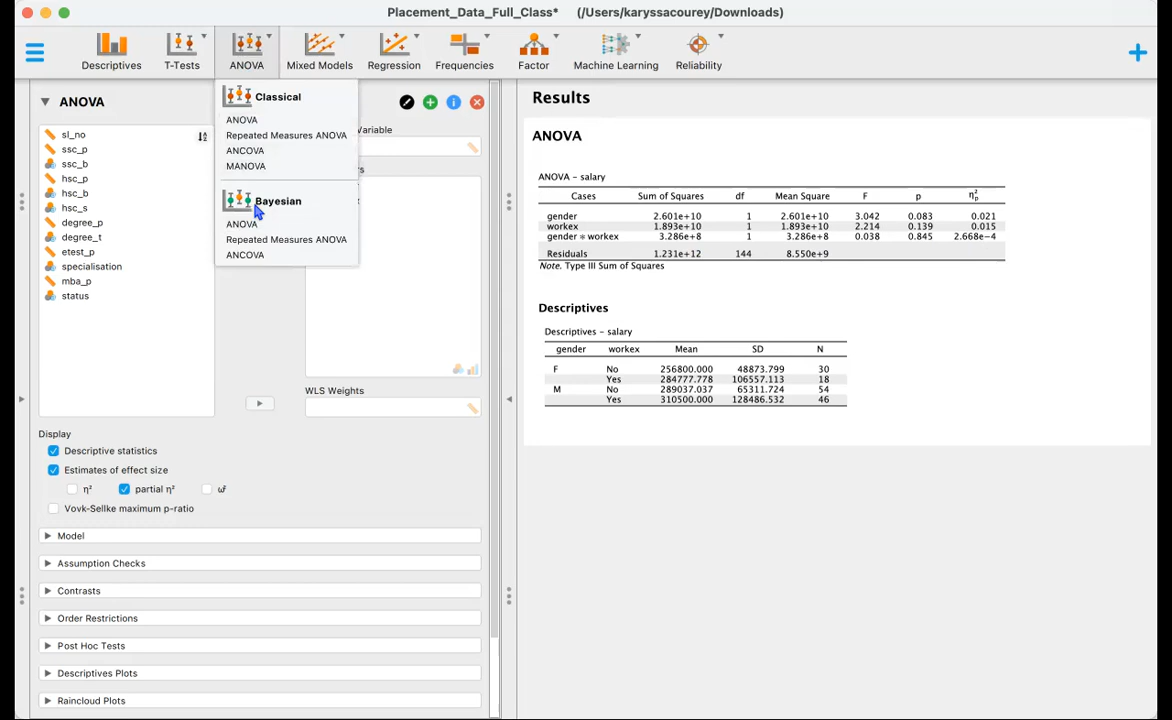 Placement_Data_Full_Class* (/Users/karyssacourey/Downloads)
Descriptives
T-Tests
ANOVA
Mixed Models
Regression
Frequencies
Factor
Machine Learning
Reliability
ANOVA
sl_no
ssc_p
ssc_b
hsc_p
hsc_b
hsc_s
degree_p
degree_t
etest_p
specialisation
mba_p
status
Classical
ANOVA
Repeated Measures ANOVA
ANCOVA
MANOVA
Bayesian
ANOVA
Repeated Measures ANOVA
ANCOVA
Variable
WLS Weights
Display
Descriptive statistics
Estimates of effect size
η² partial η² ω²
Vovk-Sellke maximum p-ratio
Model
Assumption Checks
Contrasts
Order Restrictions
Post Hoc Tests
Descriptives Plots
Raincloud Plots
Results
ANOVA
ANOVA - salary
Cases Sum of Squares df Mean Square F p η²p
gender 2.601e+10 1 2.601e+10 3.042 0.083 0.021
workex 1.893e+10 1 1.893e+10 2.214 0.139 0.015
gender * workex 3.286e+8 1 3.286e+8 0.038 0.845 2.668e-4
Residuals 1.231e+12 144 8.550e+9
Note. Type III Sum of Squares
Descriptives
Descriptives - salary
gender workex Mean SD N
F No 256800.000 48873.799 30
Yes 284777.778 106557.113 18
M No 289037.037 65311.724 54
Yes 310500.000 128486.532 46